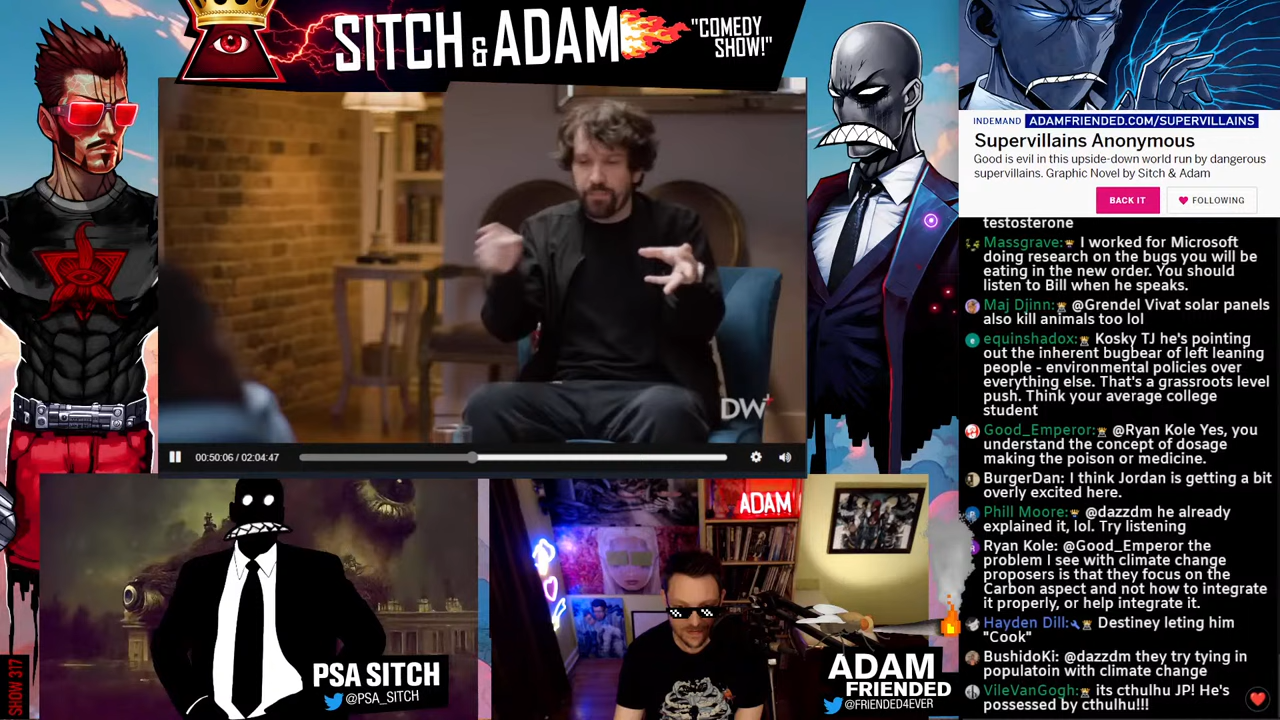 SITCH & ADAM
"COMEDY
SHOW!"
INDEMAND ADAMFRIENDED.COM/SUPERVILLAINS
Supervillains Anonymous
Good is evil in this upside-down world run by dangerous
supervillains. Graphic Novel by Sitch & Adam
BACK IT
FOLLOWING
testosterone
Massgrave: I worked for Microsoft
doing research on the bugs you will be
eating in the new order. You should
listen to Bill when he speaks.
Maj Djinn: @Grendel Vivat solar panels
also kill animals too lol
equinshadox: Kosky TJ he's pointing
out the inherent bugbear of left leaning
people - environmental policies over
everything else. That's a grassroots level
push. Think your average college
student
Good_Emperor: @Ryan Kole Yes, you
understand the concept of dosage
making the poison or medicine.
BurgerDan: I think Jordan is getting a bit
overly excited here.
Phill Moore: @dazzdm he already
explained it, lol. Try listening
Ryan Kole: @Good_Emperor the
problem I see with climate change
proposers is that they focus on the
Carbon aspect and not how to integrate
it properly, or help integrate it.
Hayden Dill: Destiney leting him
"Cook"
BushidoKi: @dazzdm they try tying in
populatoin with climate change
VileVanGogh: its cthulhu JP! He's
possessed by cthulhu!!!
DW+
00:50:06 / 02:04:47
ADAM
PSA SITCH
@PSA_SITCH
ADAM
FRIENDED
@FRIENDED4EVER
SHOW 317